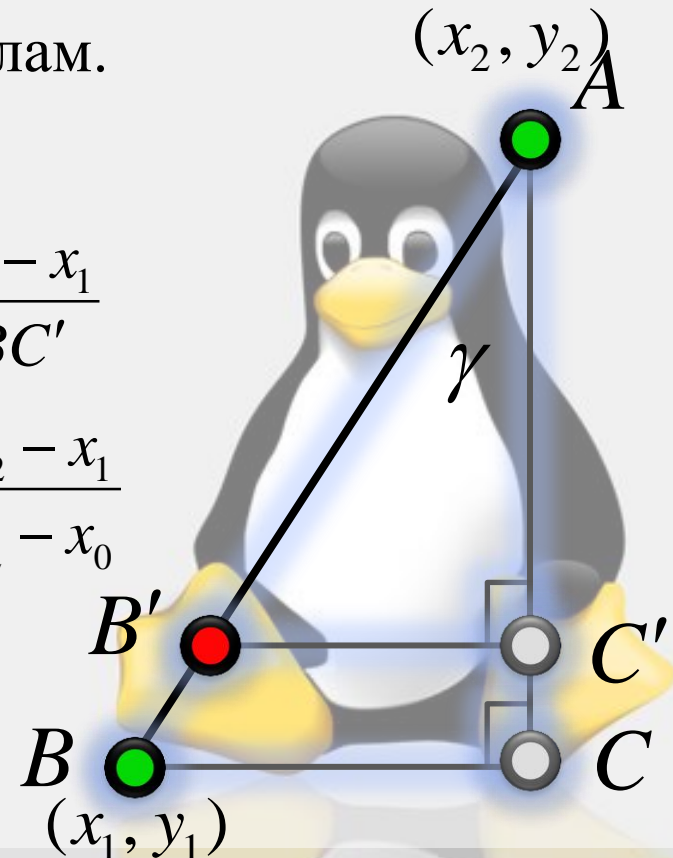 (x₂, y₂)
лам.
A
− x₁
C′
γ
− x₁
− x₀
B′
C′
B
C
(x₁, y₁)